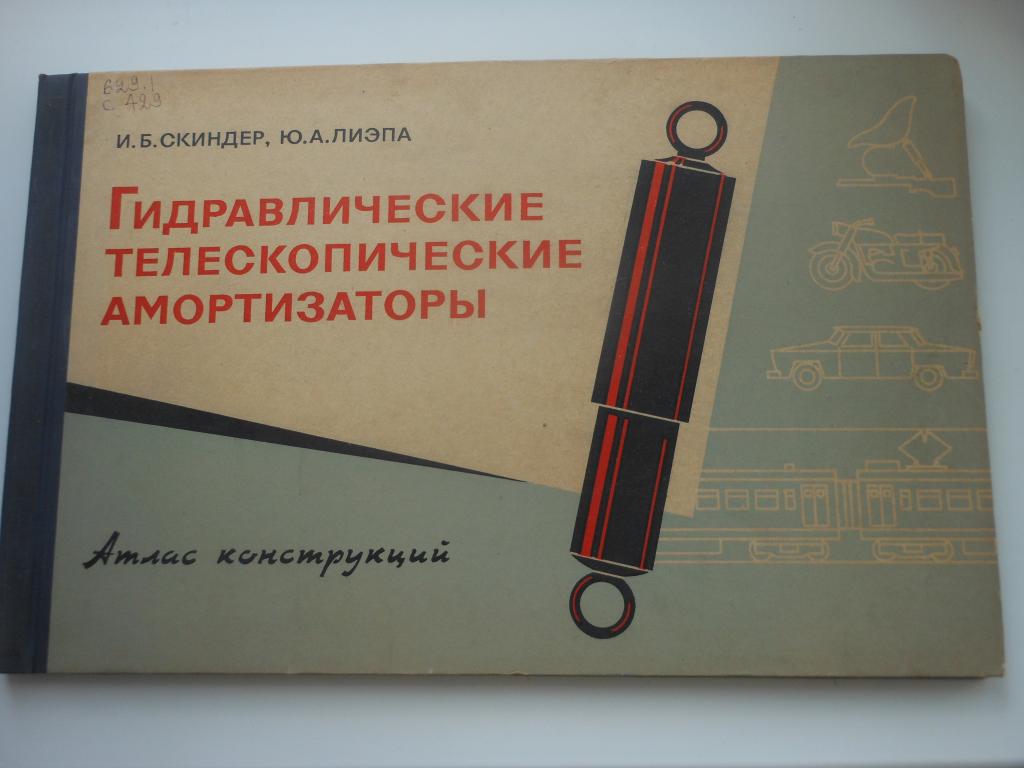 629.1
С 429
И.Б.СКИНДЕР, Ю.А.ЛИЭПА
ГИДРАВЛИЧЕСКИЕ
ТЕЛЕСКОПИЧЕСКИЕ
АМОРТИЗАТОРЫ
Атлас конструкций